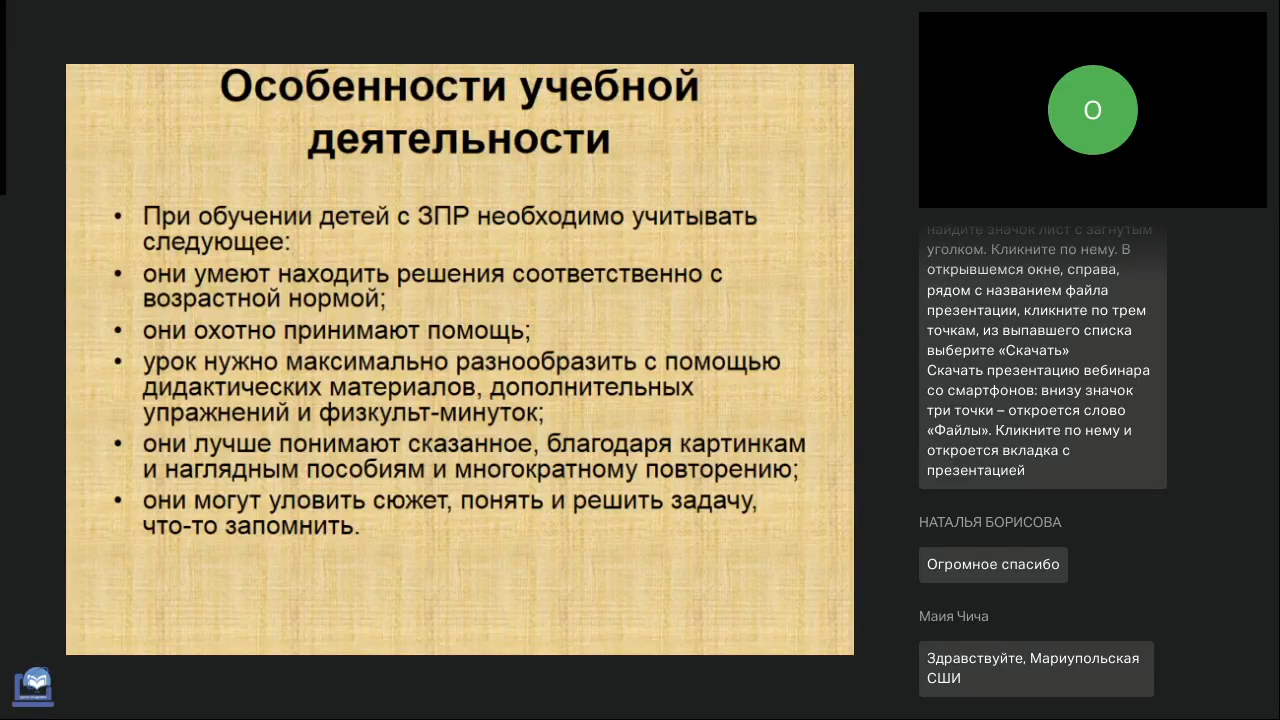 Особенности учебной
деятельности
• При обучении детей с ЗПР необходимо учитывать
следующее:
• они умеют находить решения соответственно с
возрастной нормой;
• они охотно принимают помощь;
• урок нужно максимально разнообразить с помощью
дидактических материалов, дополнительных
упражнений и физкульт-минуток;
• они лучше понимают сказанное, благодаря картинкам
и наглядным пособиям и многократному повторению;
• они могут уловить сюжет, понять и решить задачу,
что-то запомнить.
О
найдите значок лист с загнутым
уголком. Кликните по нему. В
открывшемся окне, справа,
рядом с названием файла
презентации, кликните по трем
точкам, из выпавшего списка
выберите «Скачать»
Скачать презентацию вебинара
со смартфонов: внизу значок
три точки – откроется слово
«Файлы». Кликните по нему и
откроется вкладка с
презентацией
НАТАЛЬЯ БОРИСОВА
Огромное спасибо
Маия Чича
Здравствуйте, Мариупольская
СШИ